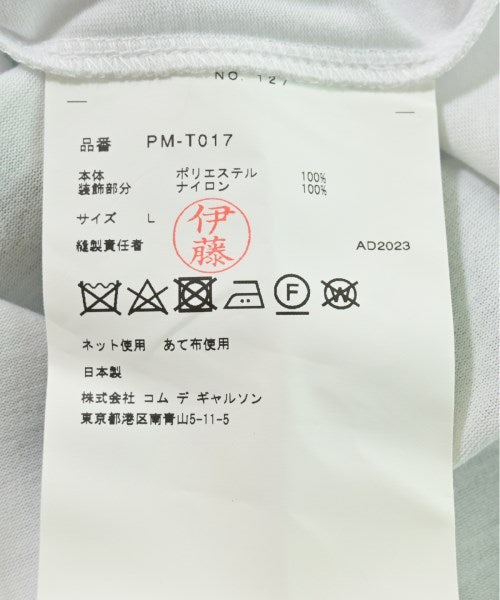 NO. 127
品番 PM-T017
本体 ポリエステル 100%
装飾部分 ナイロン 100%
サイズ L
伊藤
縫製責任者 AD2023
F
W
ネット使用 あて布使用
日本製
株式会社 コム デ ギャルソン
東京都港区南青山5-11-5